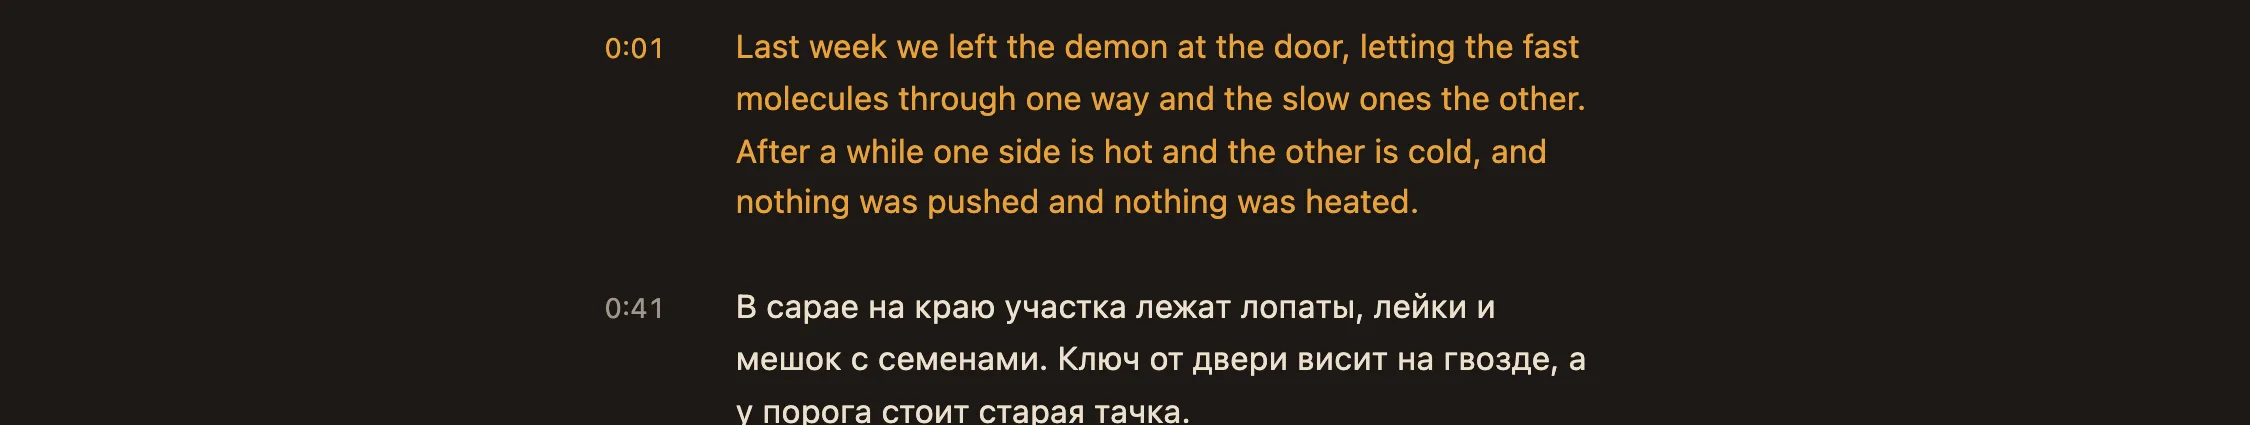 0:01 Last week we left the demon at the door, letting the fast
molecules through one way and the slow ones the other.
After a while one side is hot and the other is cold, and
nothing was pushed and nothing was heated.
0:41 В сарае на краю участка лежат лопаты, лейки и
мешок с семенами. Ключ от двери висит на гвозде, а
у порога стоит старая тачка.